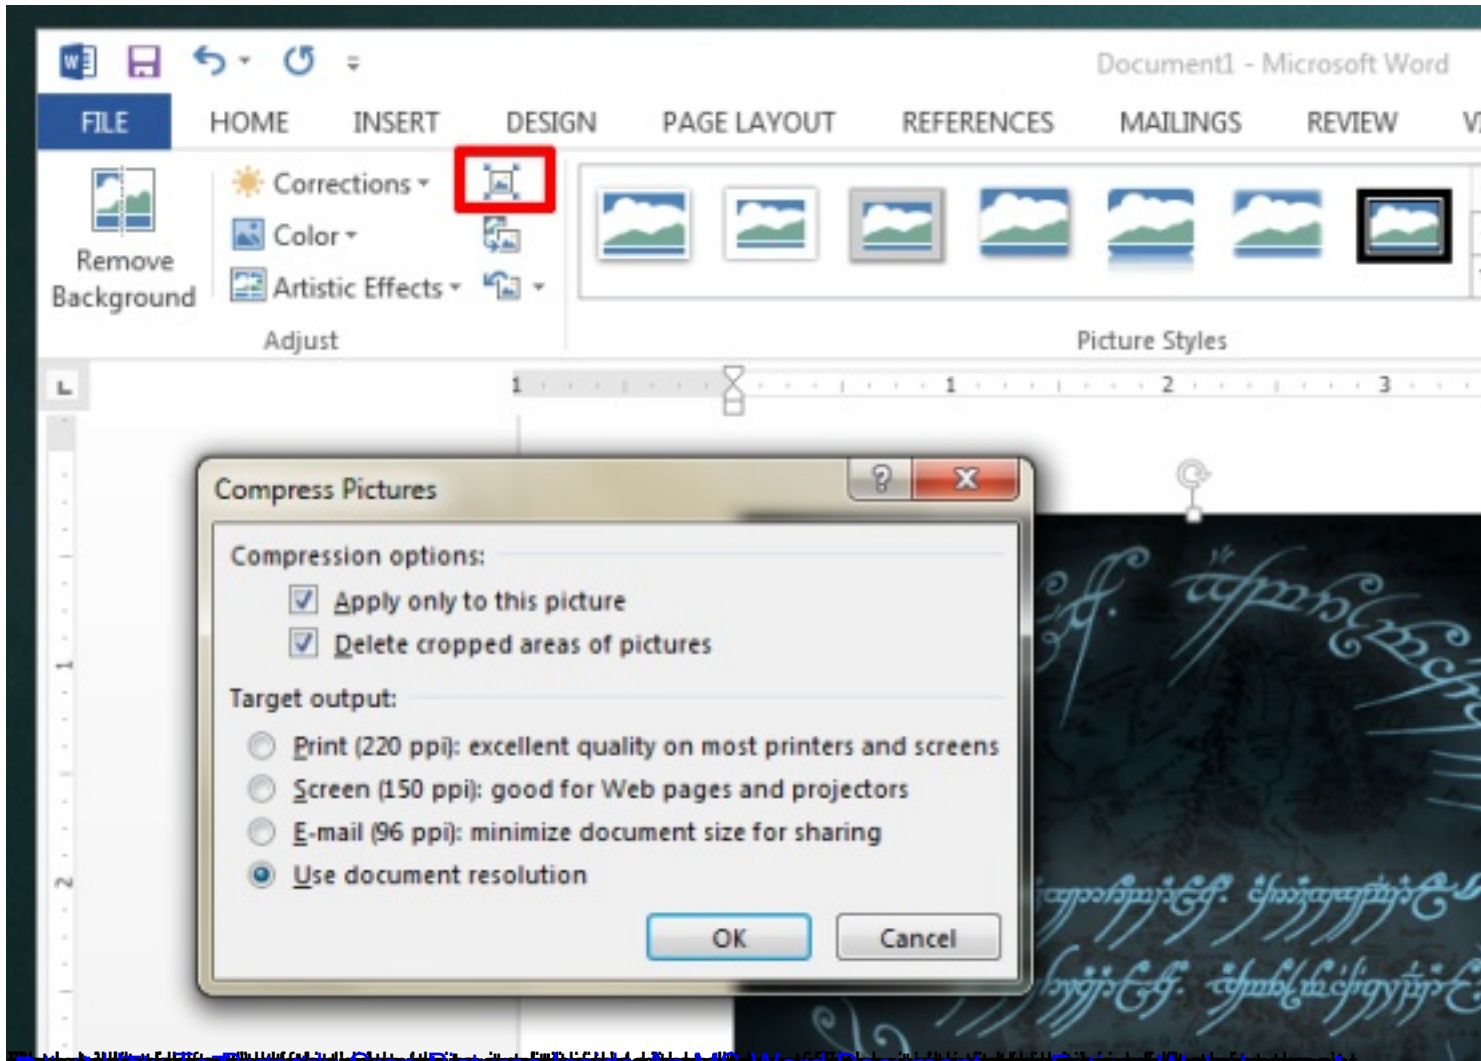 Document1 - Microsoft Word
FILE HOME INSERT DESIGN PAGE LAYOUT REFERENCES MAILINGS REVIEW
Remove Background
Corrections
Color
Artistic Effects
Adjust
Picture Styles
1 1 2 3
Compress Pictures
Compression options:
Apply only to this picture
Delete cropped areas of pictures
Target output:
Print (220 ppi): excellent quality on most printers and screens
Screen (150 ppi): good for Web pages and projectors
E-mail (96 ppi): minimize document size for sharing
Use document resolution
OK Cancel
1
2